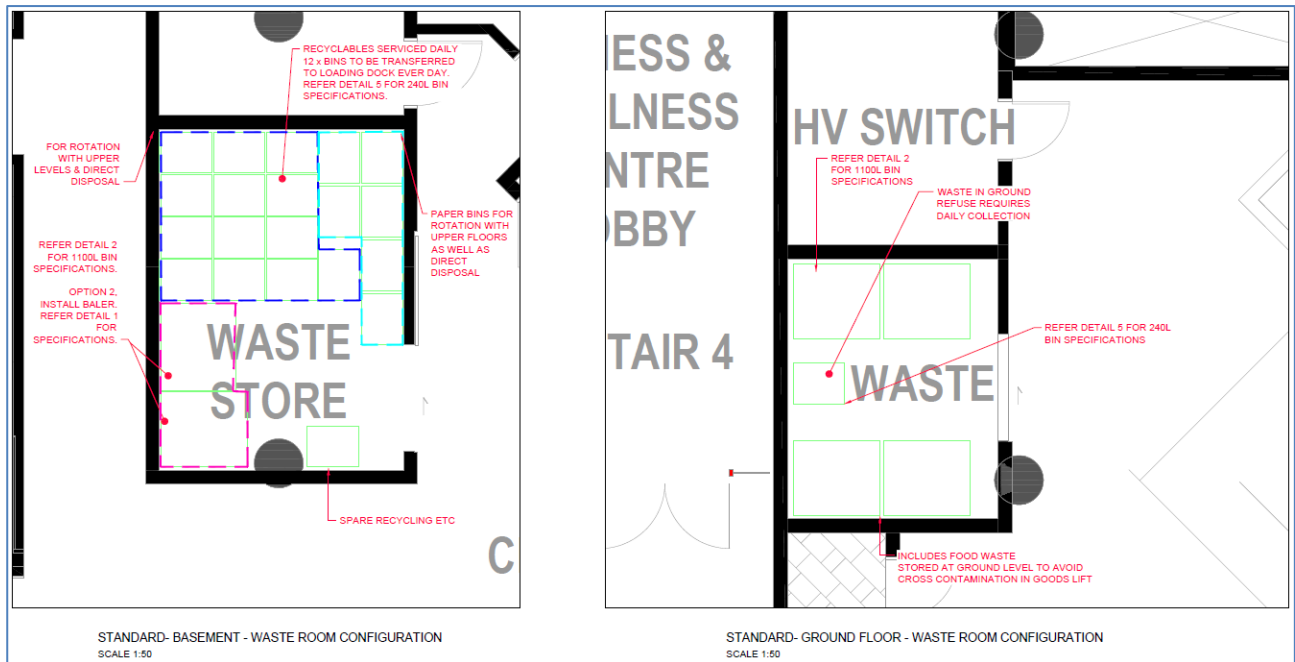 RECYCLABLES SERVICED DAILY
12 x BINS TO BE TRANSFERRED
TO LOADING DOCK EVER DAY.
REFER DETAIL 5 FOR 240L BIN
SPECIFICATIONS.
FOR ROTATION
WITH UPPER
LEVELS & DIRECT
DISPOSAL
PAPER BINS FOR
ROTATION WITH
UPPER FLOORS
AS WELL AS
DIRECT
DISPOSAL
REFER DETAIL 2
FOR 1100L BIN
SPECIFICATIONS.
OPTION 2,
INSTALL BALER.
REFER DETAIL 1
FOR
SPECIFICATIONS.
WASTE
STORE
SPARE RECYCLING ETC
C
STANDARD- BASEMENT - WASTE ROOM CONFIGURATION
SCALE 1:50
IESS &
LLNESS
NTRE
OBBY
TAIR 4
HV SWITCH
REFER DETAIL 2
FOR 1100L BIN
SPECIFICATIONS
WASTE IN GROUND
REFUSE REQUIRES
DAILY COLLECTION
REFER DETAIL 5 FOR 240L
BIN SPECIFICATIONS
WASTE
INCLUDES FOOD WASTE
STORED AT GROUND LEVEL TO AVOID
CROSS CONTAMINATION IN GOODS LIFT
STANDARD- GROUND FLOOR - WASTE ROOM CONFIGURATION
SCALE 1:50